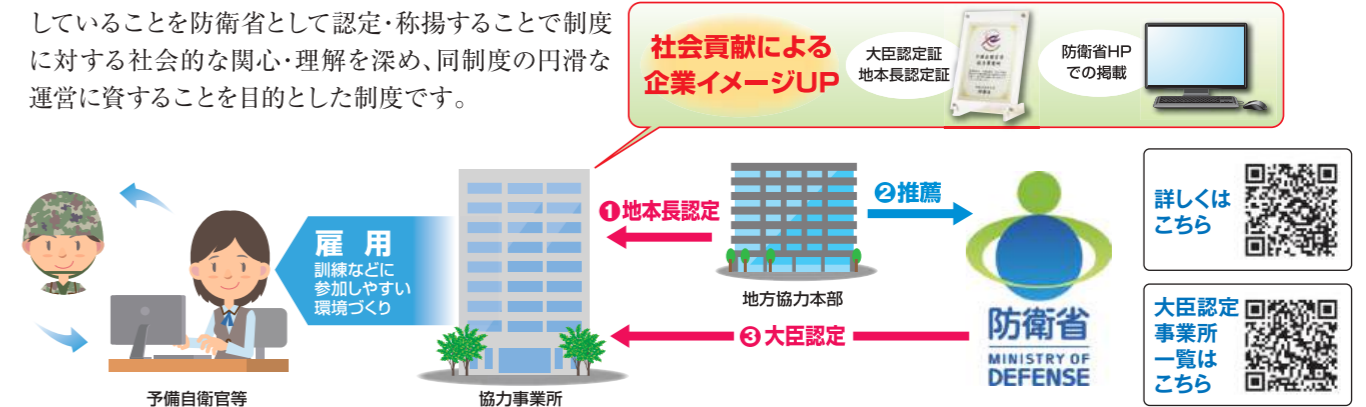 していることを防衛省として認定・称揚することで制度
に対する社会的な関心・理解を深め、同制度の円滑な
運営に資することを目的とした制度です。
社会貢献による
企業イメージUP
大臣認定証
地本長認定証
防衛省HP
での掲載
雇 用
訓練などに
参加しやすい
環境づくり
❶地本長認定
❷推薦
❸大臣認定
予備自衛官等
協力事業所
地方協力本部
防衛省
MINISTRY OF
DEFENSE
詳しくは
こちら
大臣認定
事業所
一覧は
こちら